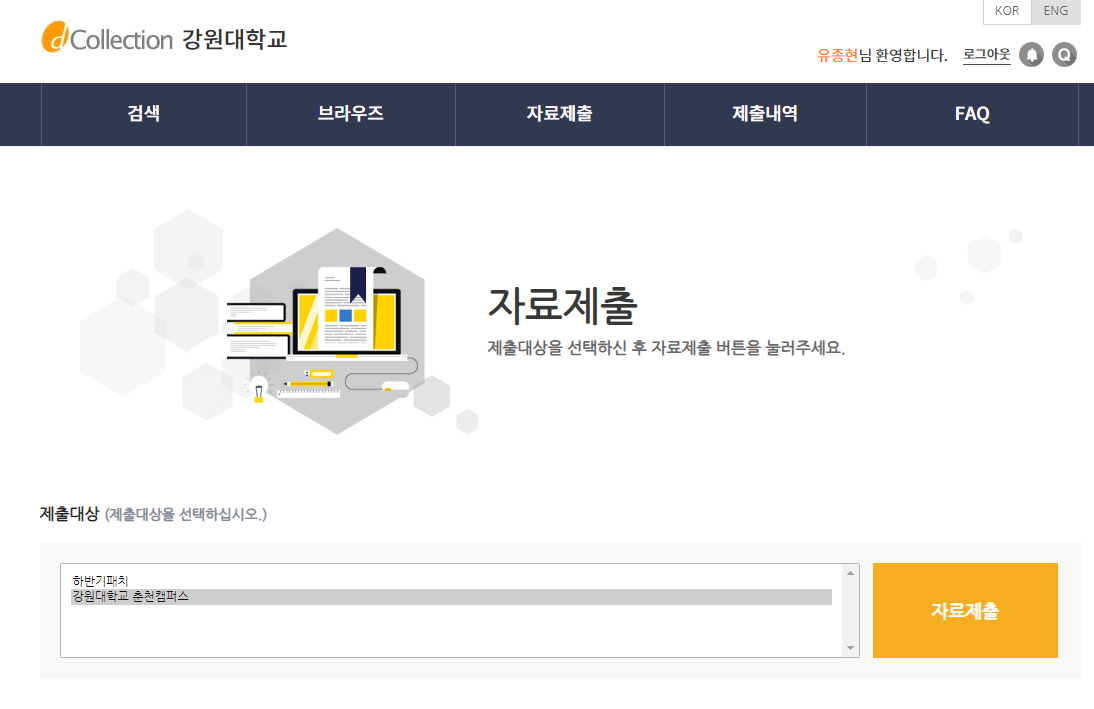 KOR ENG
dCollection 강원대학교
유종현님 환영합니다. 로그아웃 Q
검색 브라우즈 자료제출 제출내역 FAQ
자료제출
제출대상을 선택하신 후 자료제출 버튼을 눌러주세요.
제출대상 (제출대상을 선택하십시오.)
하반기패치
강원대학교 춘천캠퍼스
자료제출